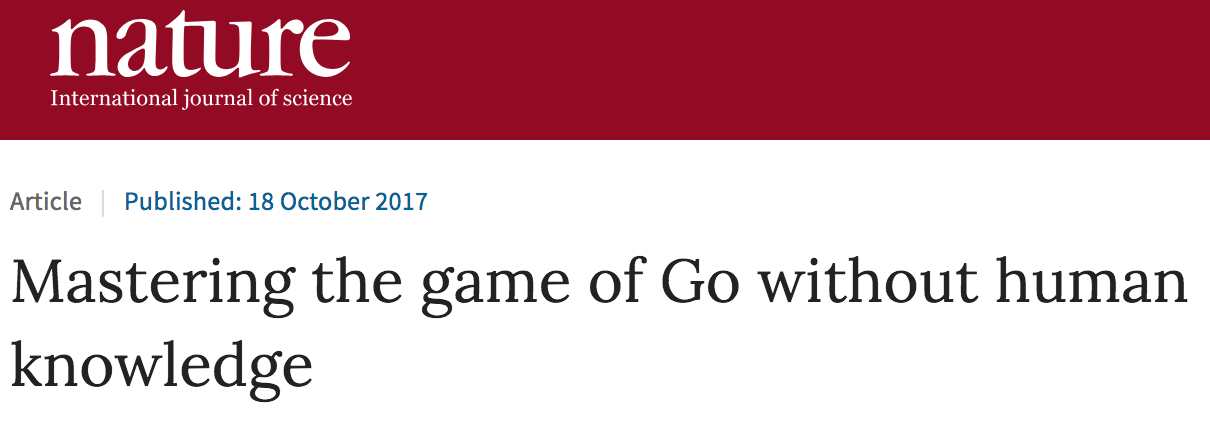 nature
International journal of science
Article | Published: 18 October 2017
Mastering the game of Go without human
knowledge